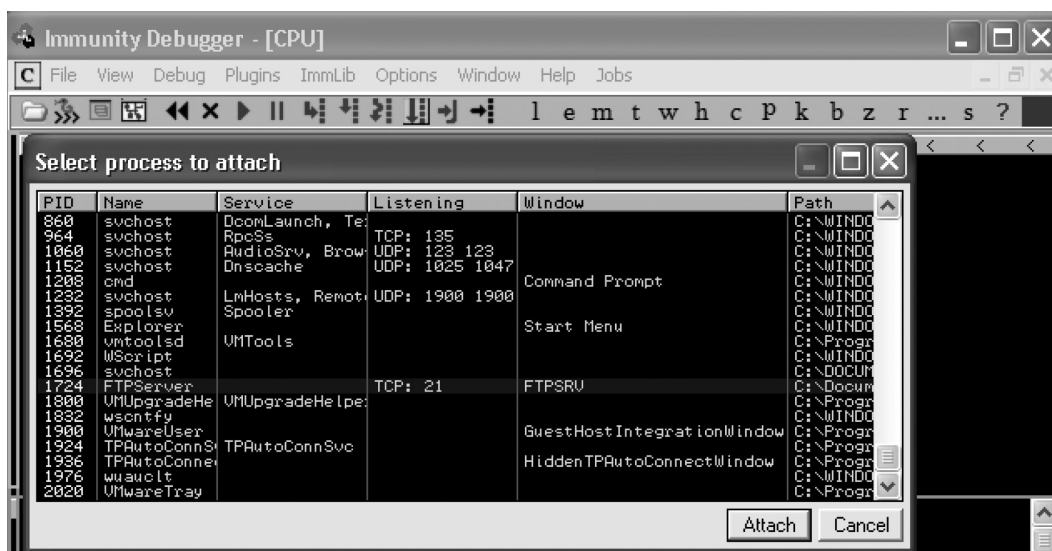 Immunity Debugger - [CPU]
C File View Debug Plugins ImmLib Options Window Help Jobs
l e m t w h c P k b z r ... s ?
Select process to attach
PID Name Service Listening Window Path
860 svchost DcomLaunch, Te C:\WINDO
964 svchost RpcSs TCP: 135 C:\WINDO
1060 svchost AudioSrv, Brow UDP: 123 123 C:\WINDO
1152 svchost Dnscache UDP: 1025 1047 C:\WINDO
1208 cmd Command Prompt C:\WINDO
1232 svchost LmHosts, Remot UDP: 1900 1900 C:\WINDO
1392 spoolsv Spooler C:\WINDO
1568 Explorer Start Menu C:\WINDO
1680 vmtoolsd VMTools C:\Progr
1692 WScript C:\WINDO
1696 svchost C:\DOCUM
1724 FTPServer TCP: 21 FTPSRV C:\Docum
1800 VMUpgradeHe VMUpgradeHelpe C:\Progr
1832 wscntfy C:\WINDO
1900 VMwareUser GuestHostIntegrationWindow C:\Progr
1924 TPAutoConnS TPAutoConnSvc C:\Progr
1936 TPAutoConne HiddenTPAutoConnectWindow C:\Progr
1976 wuauclt C:\WINDO
2020 VMwareTray C:\Progr
Attach Cancel